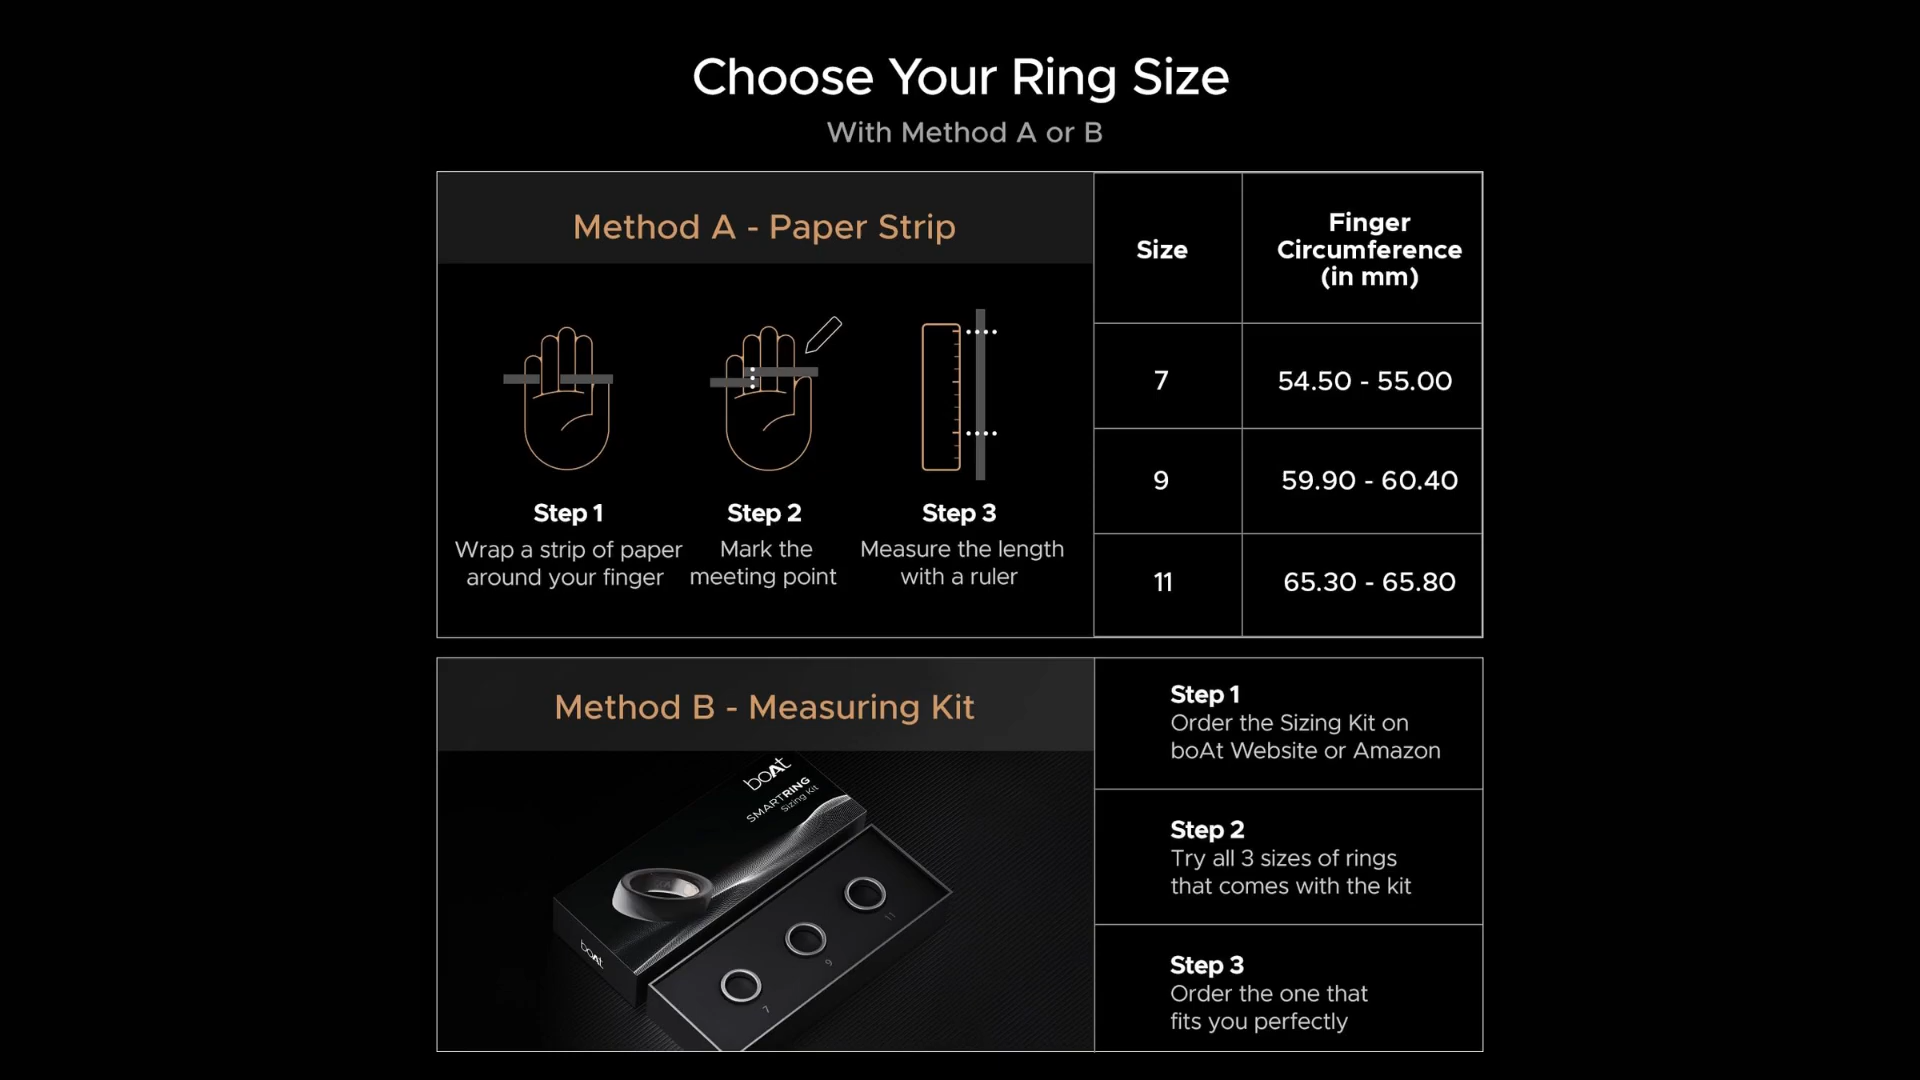 Choose Your Ring Size
With Method A or B
Method A - Paper Strip
Step 1
Wrap a strip of paper
around your finger
Step 2
Mark the
meeting point
Step 3
Measure the length
with a ruler
Size
Finger
Circumference
(in mm)
7
54.50 - 55.00
9
59.90 - 60.40
11
65.30 - 65.80
Method B - Measuring Kit
boAt
SMARTRING
Sizing Kit
boAt
7
9
11
Step 1
Order the Sizing Kit on
boAt Website or Amazon
Step 2
Try all 3 sizes of rings
that comes with the kit
Step 3
Order the one that
fits you perfectly